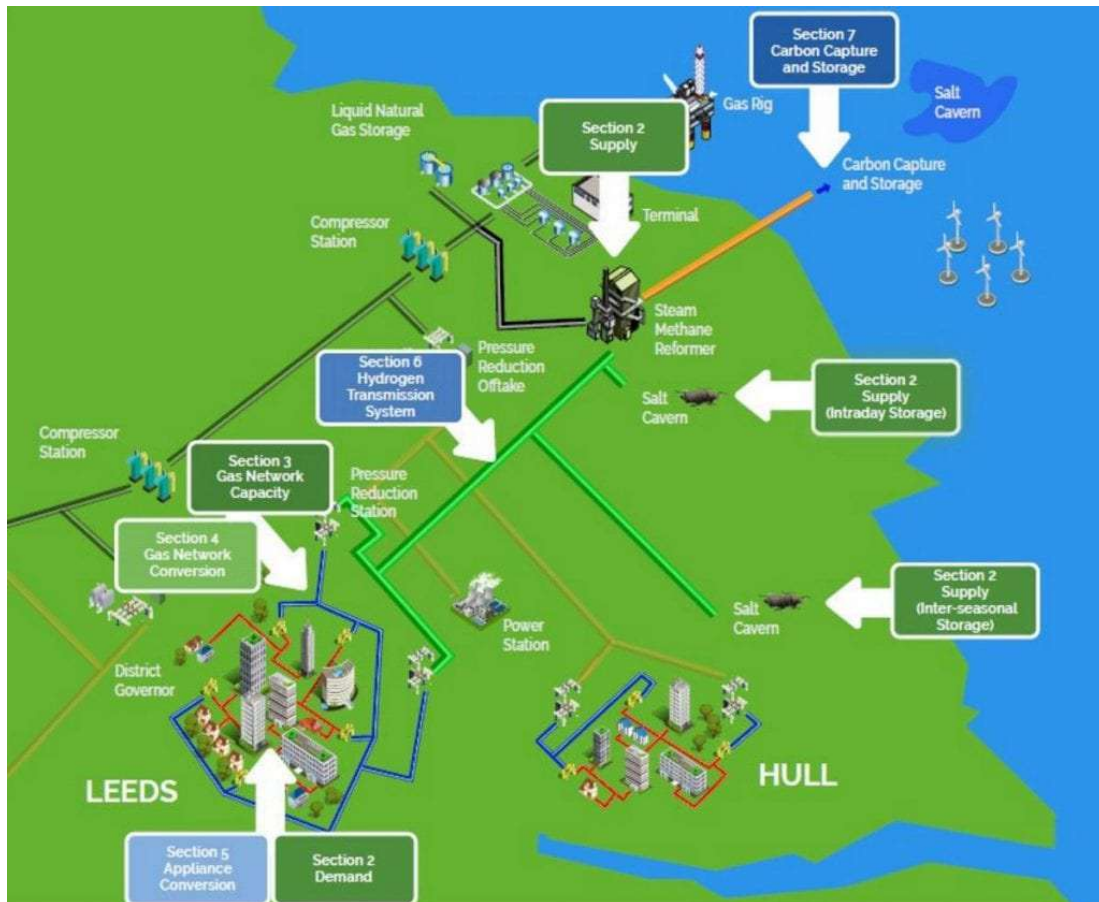 Section 7
Carbon Capture
and Storage
Gas Rig
Salt
Cavern
Liquid Natural
Gas Storage
Section 2
Supply
Carbon Capture
and Storage
Terminal
Compressor
Station
Steam
Methane
Reformer
Pressure
Reduction
Offtake
Section 6
Hydrogen
Transmission
System
Salt
Cavern
Section 2
Supply
(Intraday Storage)
Compressor
Station
Section 3
Gas Network
Capacity
Pressure
Reduction
Station
Section 4
Gas Network
Conversion
Power
Station
Salt
Cavern
Section 2
Supply
(Inter-seasonal
Storage)
District
Governor
LEEDS
HULL
Section 5
Appliance
Conversion
Section 2
Demand